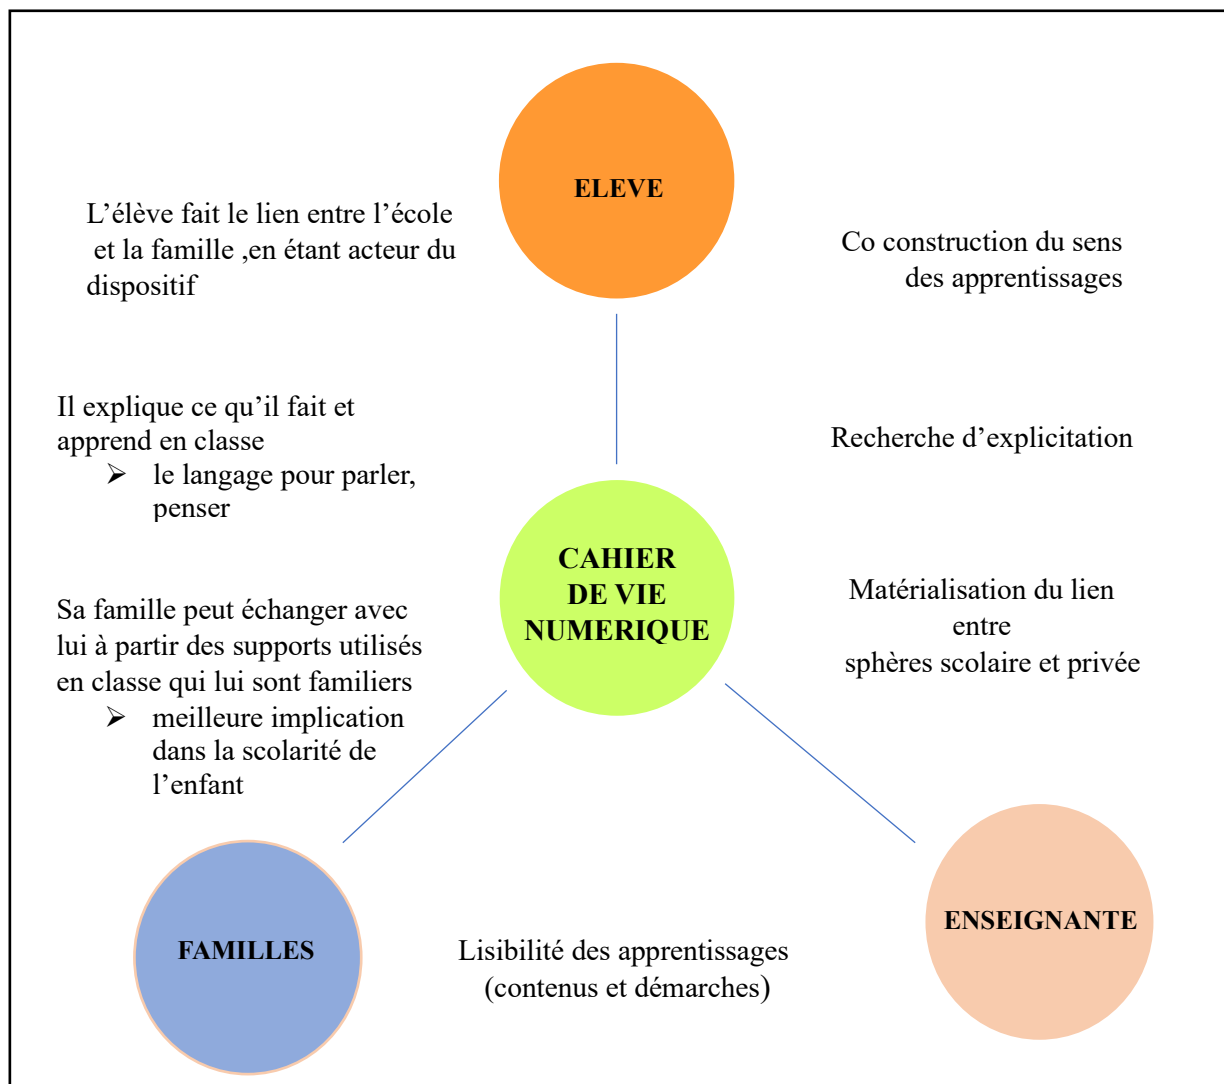 ELEVE
L’élève fait le lien entre l’école
et la famille ,en étant acteur du
dispositif
Co construction du sens
des apprentissages
Il explique ce qu’il fait et
apprend en classe
➢ le langage pour parler,
penser
Recherche d’explicitation
CAHIER
DE VIE
NUMERIQUE
Sa famille peut échanger avec
lui à partir des supports utilisés
en classe qui lui sont familiers
➢ meilleure implication
dans la scolarité de
l’enfant
Matérialisation du lien
entre
sphères scolaire et privée
FAMILLES
Lisibilité des apprentissages
(contenus et démarches)
ENSEIGNANTE